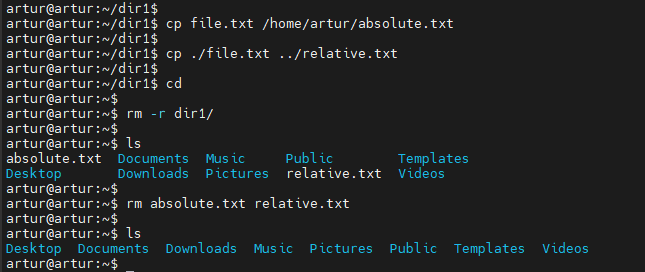 artur@artur:~/dir1$
artur@artur:~/dir1$ cp file.txt /home/artur/absolute.txt
artur@artur:~/dir1$
artur@artur:~/dir1$ cp ./file.txt ../relative.txt
artur@artur:~/dir1$
artur@artur:~/dir1$ cd
artur@artur:~$
artur@artur:~$ rm -r dir1/
artur@artur:~$
artur@artur:~$ ls
absolute.txt  Documents  Music     Public        Templates
Desktop       Downloads  Pictures  relative.txt  Videos
artur@artur:~$
artur@artur:~$ rm absolute.txt relative.txt
artur@artur:~$
artur@artur:~$ ls
Desktop  Documents  Downloads  Music  Pictures  Public  Templates  Videos
artur@artur:~$